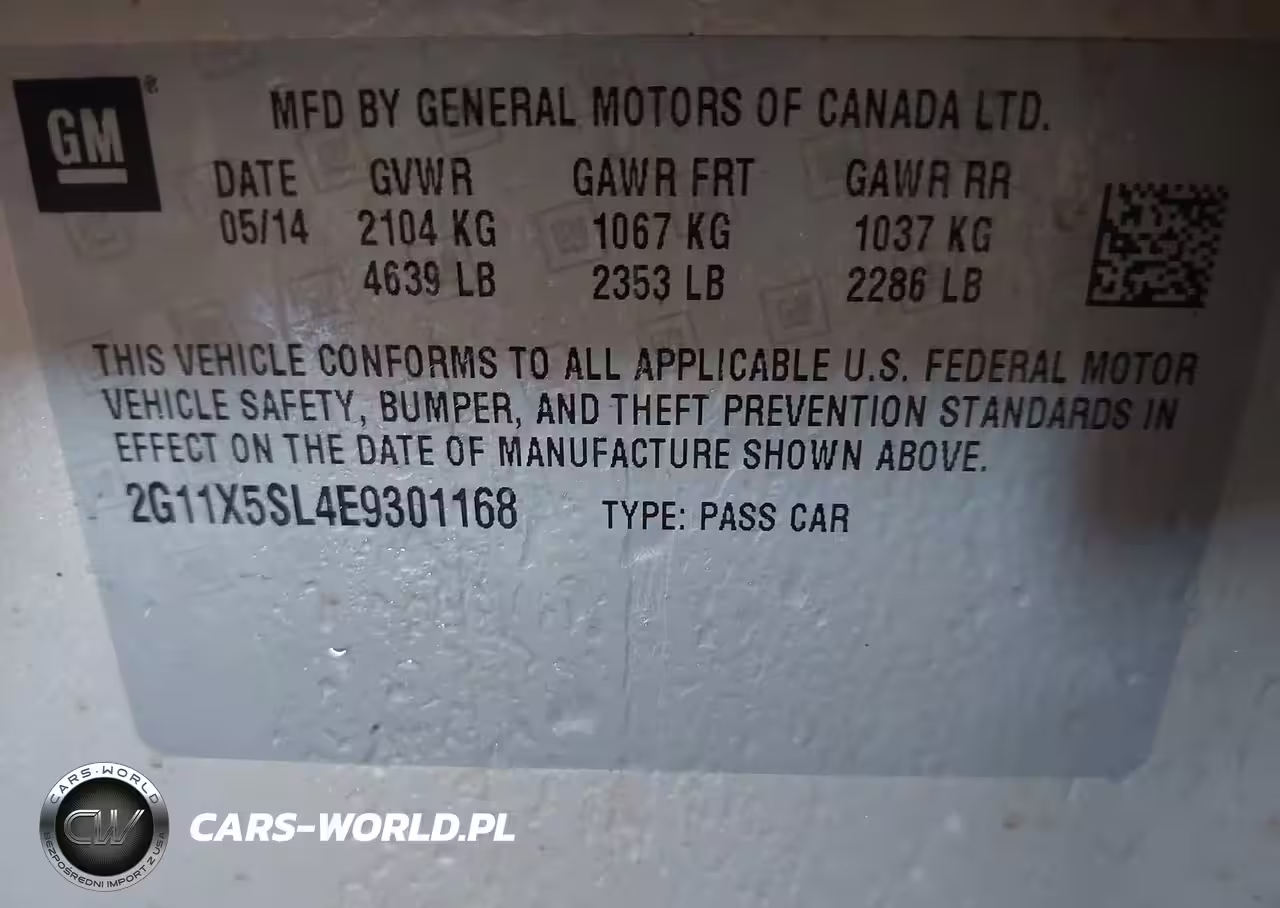 GM®
MFD BY GENERAL MOTORS OF CANADA LTD.
DATE GVWR GAWR FRT GAWR RR
05/14 2104 KG 1067 KG 1037 KG
4639 LB 2353 LB 2286 LB
THIS VEHICLE CONFORMS TO ALL APPLICABLE U.S. FEDERAL MOTOR
VEHICLE SAFETY, BUMPER, AND THEFT PREVENTION STANDARDS IN
EFFECT ON THE DATE OF MANUFACTURE SHOWN ABOVE.
2G11X5SL4E9301168 TYPE: PASS CAR
CARS-WORLD
CW
BEZPOŚREDNI IMPORT Z USA
CARS-WORLD.PL